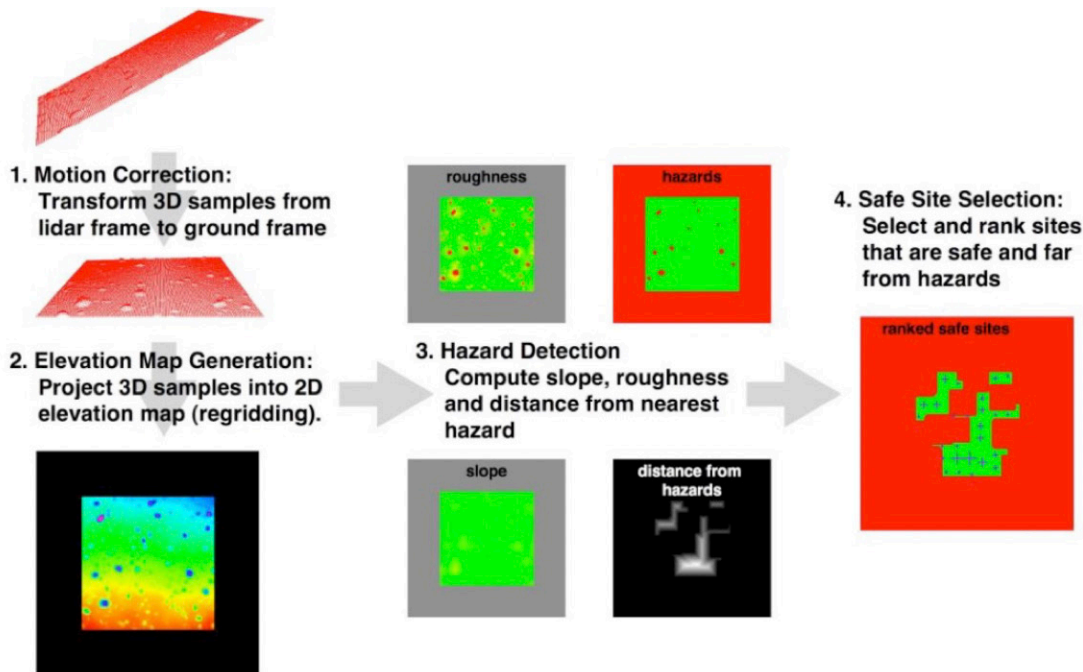 1. Motion Correction:
Transform 3D samples from
lidar frame to ground frame
2. Elevation Map Generation:
Project 3D samples into 2D
elevation map (regridding).
roughness
hazards
3. Hazard Detection
Compute slope, roughness
and distance from nearest
hazard
slope
distance from
hazards
4. Safe Site Selection:
Select and rank sites
that are safe and far
from hazards
ranked safe sites